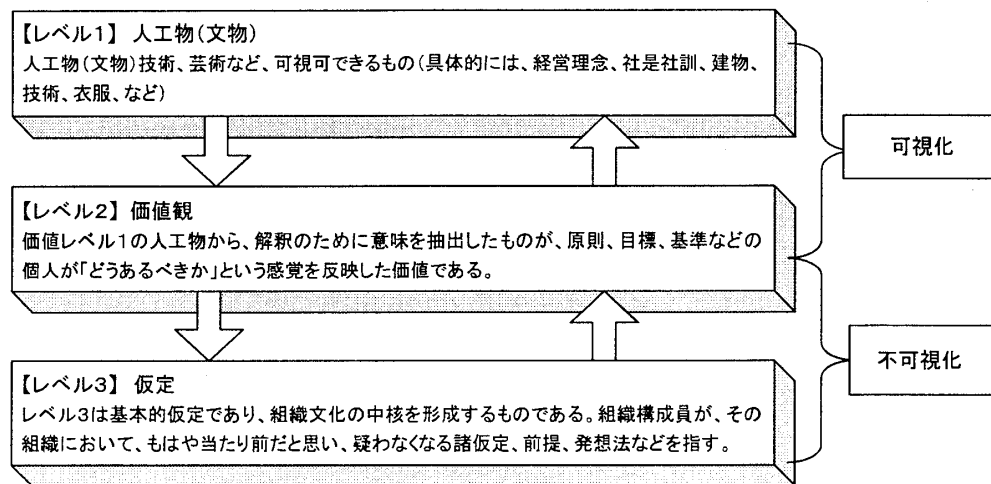 【レベル1】 人工物(文物)
人工物(文物)技術、芸術など、可視可できるもの(具体的には、経営理念、社是社訓、建物、
技術、衣服、など)
可視化
【レベル2】 価値観
価値レベル1の人工物から、解釈のために意味を抽出したものが、原則、目標、基準などの
個人が「どうあるべきか」という感覚を反映した価値である。
不可視化
【レベル3】 仮定
レベル3は基本的仮定であり、組織文化の中核を形成するものである。組織構成員が、その
組織において、もはや当たり前だと思い、疑わなくなる諸仮定、前提、発想法などを指す。